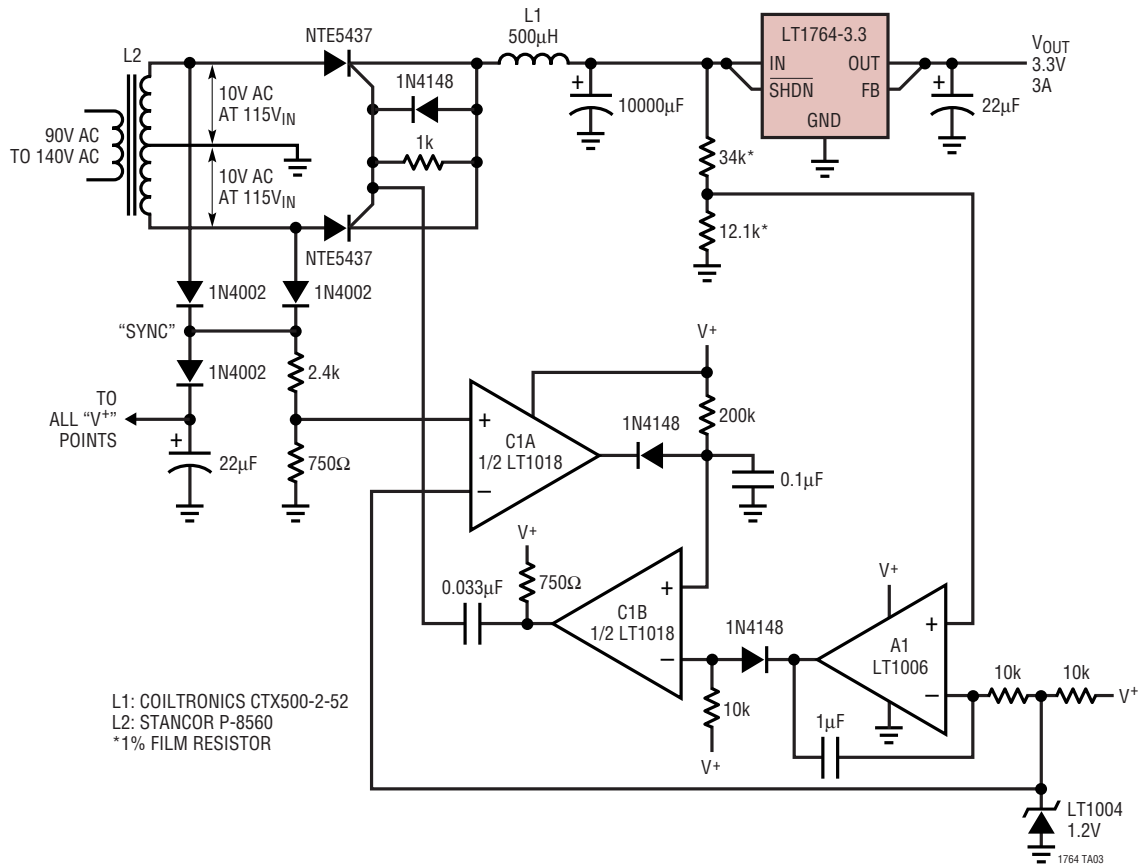 L2
90V AC
TO 140V AC
10V AC
AT 115VIN
10V AC
AT 115VIN
NTE5437
NTE5437
1N4148
1k
L1
500µH
+
10000µF
LT1764-3.3
IN
OUT
SHDN
FB
GND
VOUT
3.3V
3A
+
22µF
34k*
12.1k*
1N4002
1N4002
“SYNC”
1N4002
2.4k
TO
ALL “V+”
POINTS
+
22µF
750Ω
+
C1A
1/2 LT1018
–
V+
200k
1N4148
0.1µF
V+
750Ω
0.033µF
+
C1B
1/2 LT1018
–
1N4148
10k
V+
V+
+
A1
LT1006
–
10k
10k
V+
1µF
LT1004
1.2V
L1: COILTRONICS CTX500-2-52
L2: STANCOR P-8560
*1% FILM RESISTOR
1764 TA03